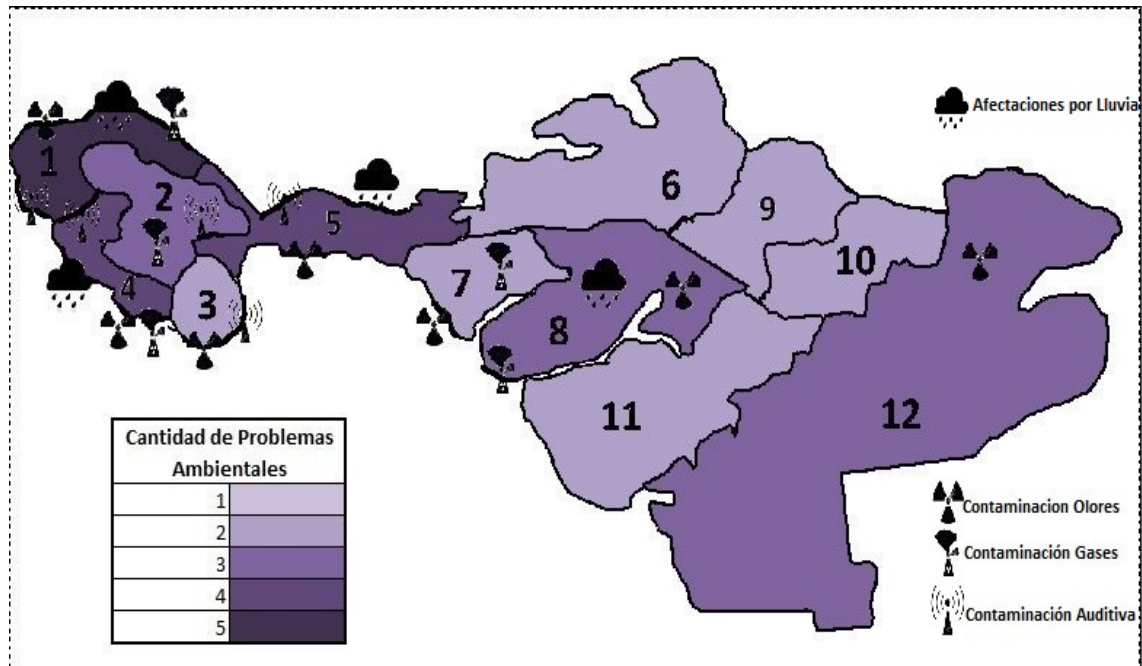 Afectaciones por Lluvia
1
2
6
5
9
10
7
4
3
8
11
12
Cantidad de Problemas
Ambientales
1
2
3
4
5
Contaminacion Olores
Contaminación Gases
Contaminación Auditiva